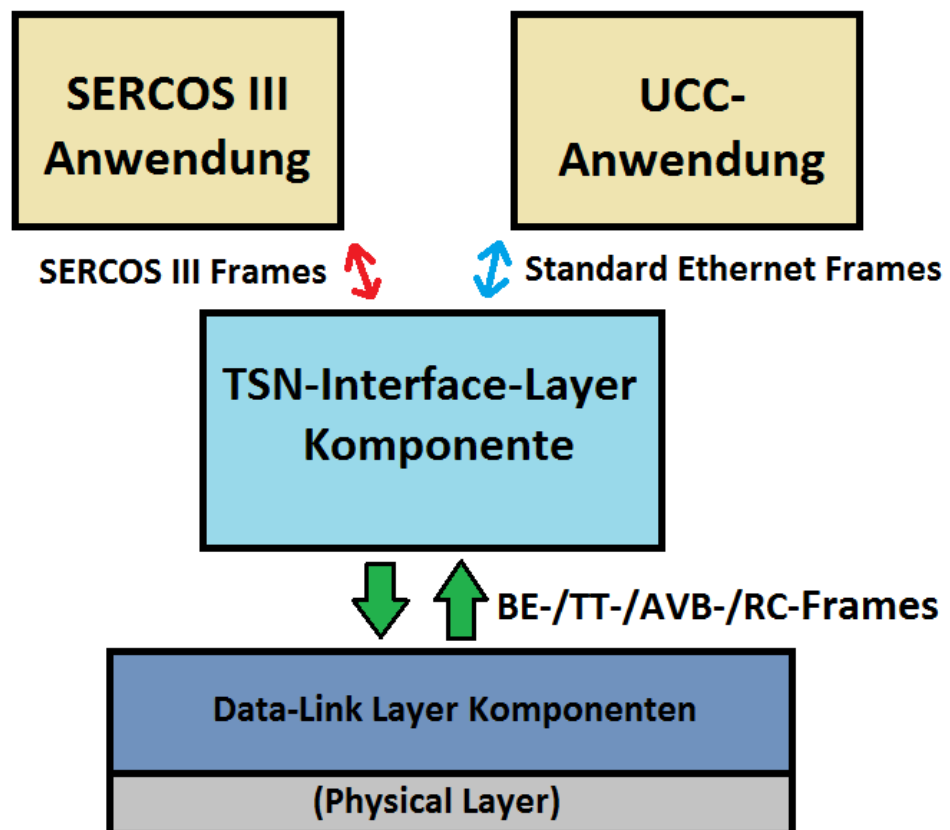 SERCOS III
Anwendung
UCC-
Anwendung
SERCOS III Frames
Standard Ethernet Frames
TSN-Interface-Layer
Komponente
BE-/TT-/AVB-/RC-Frames
Data-Link Layer Komponenten
(Physical Layer)